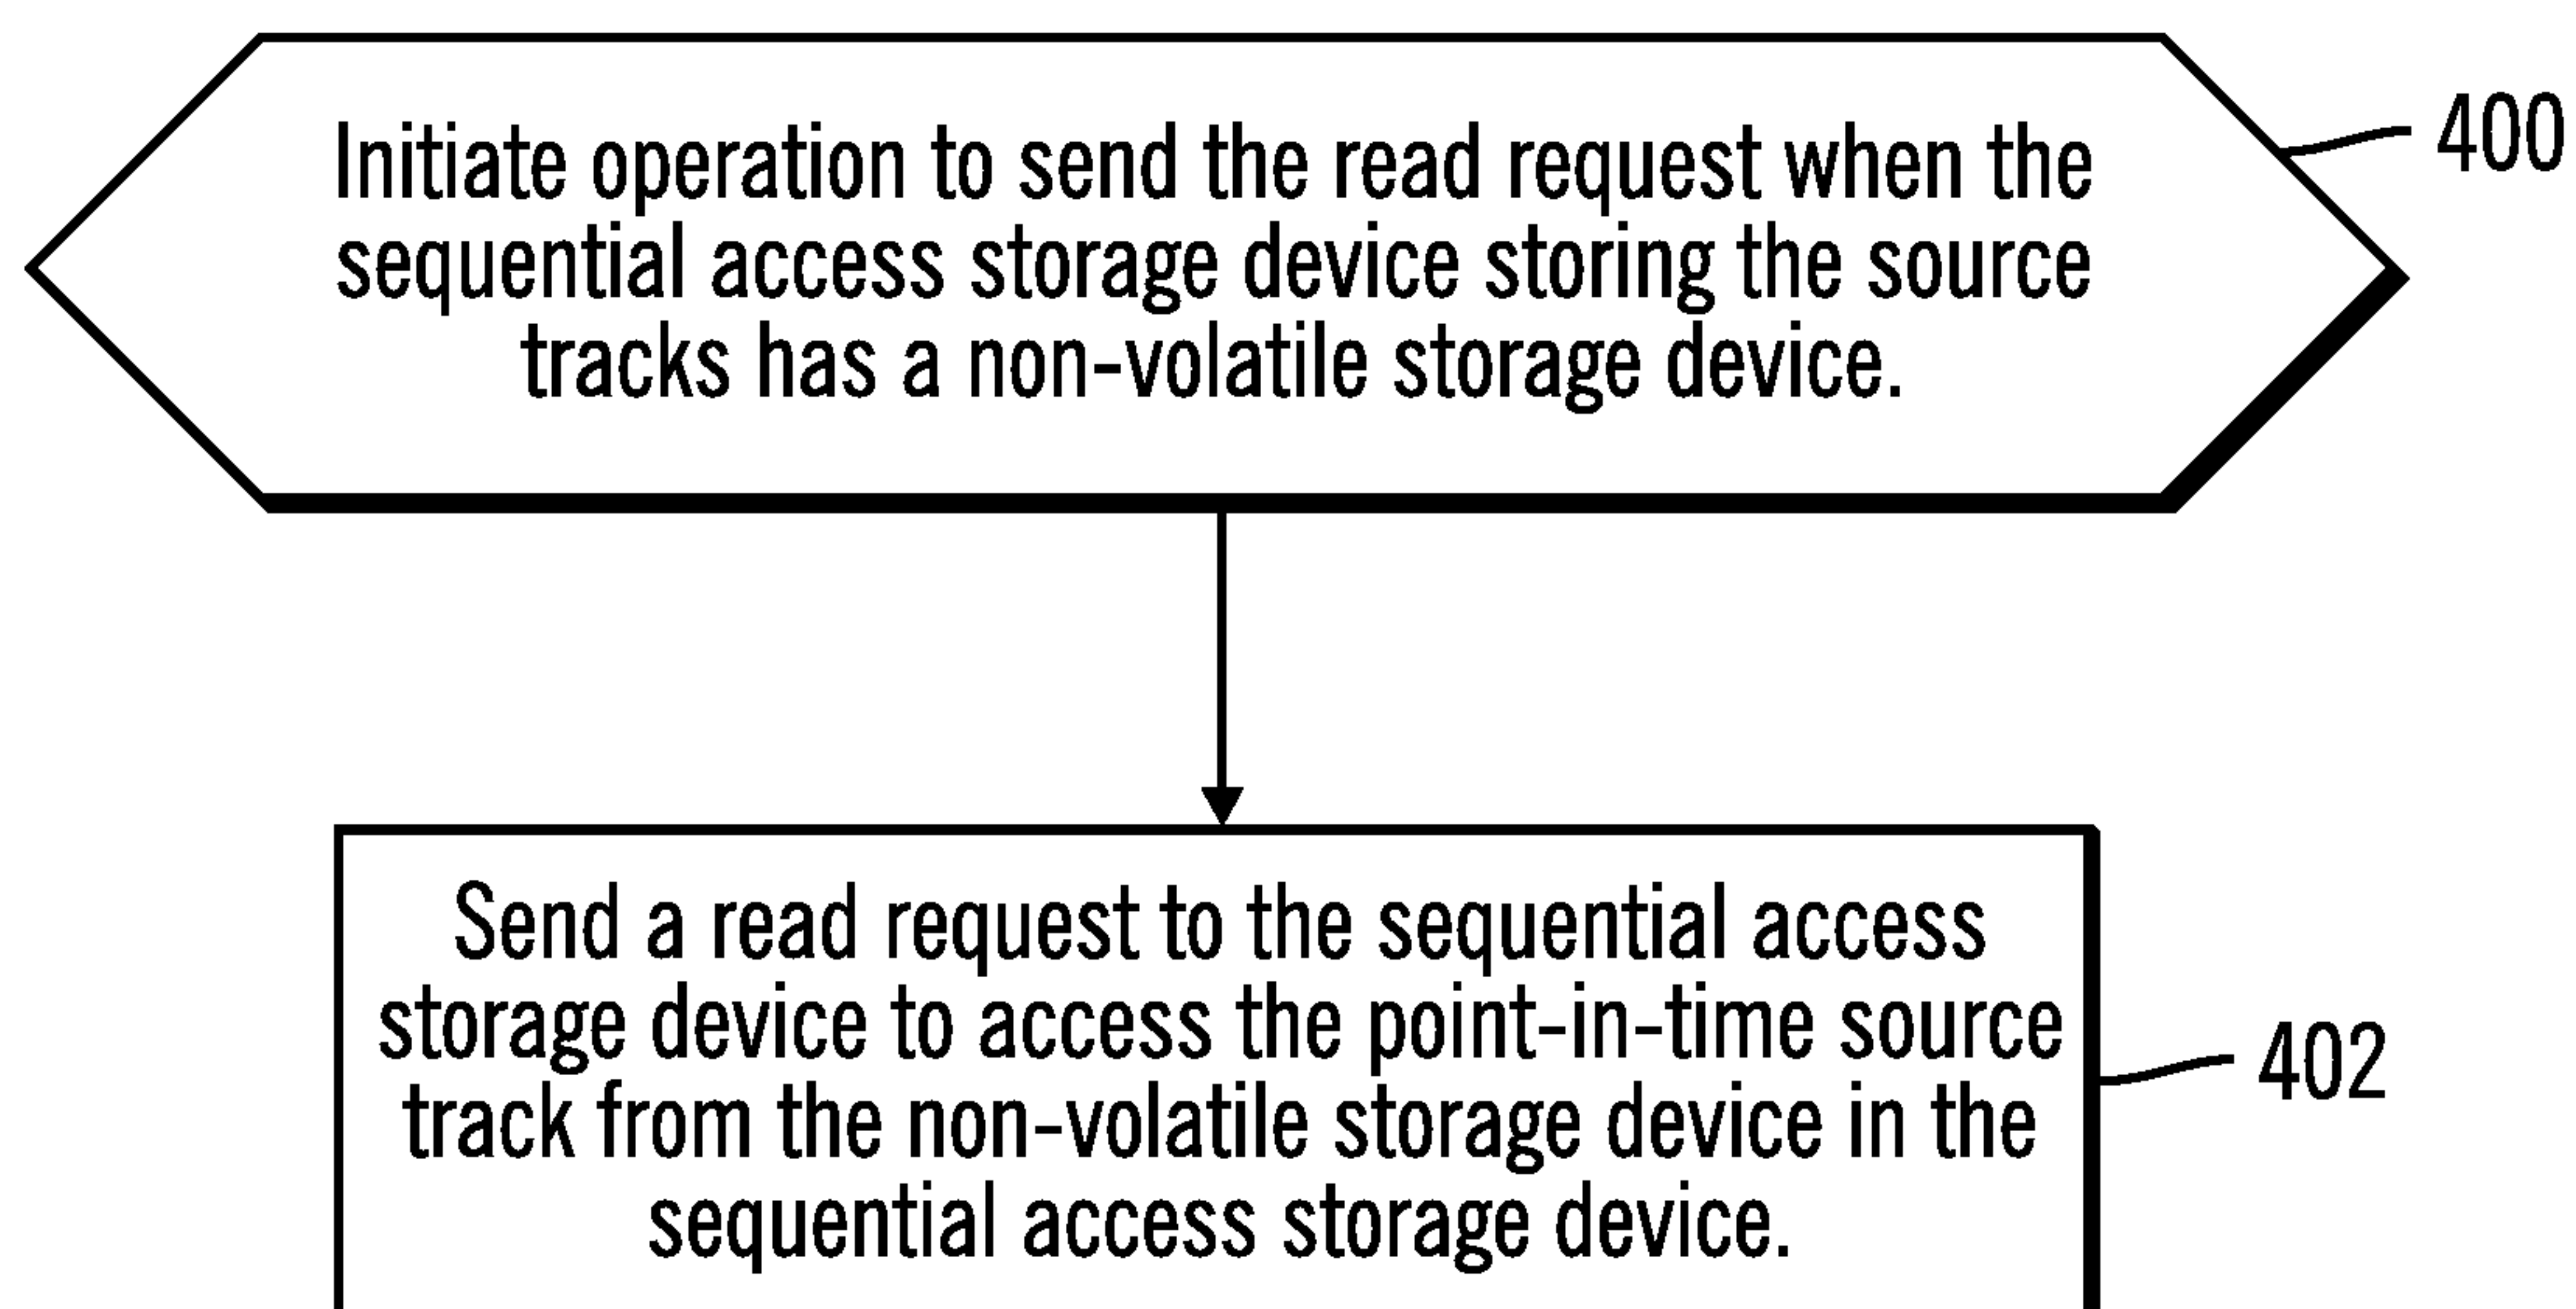 Initiate operation to send the read request when the
sequential access storage device storing the source
tracks has a non-volatile storage device.
400
Send a read request to the sequential access
storage device to access the point-in-time source
track from the non-volatile storage device in the
sequential access storage device.
402